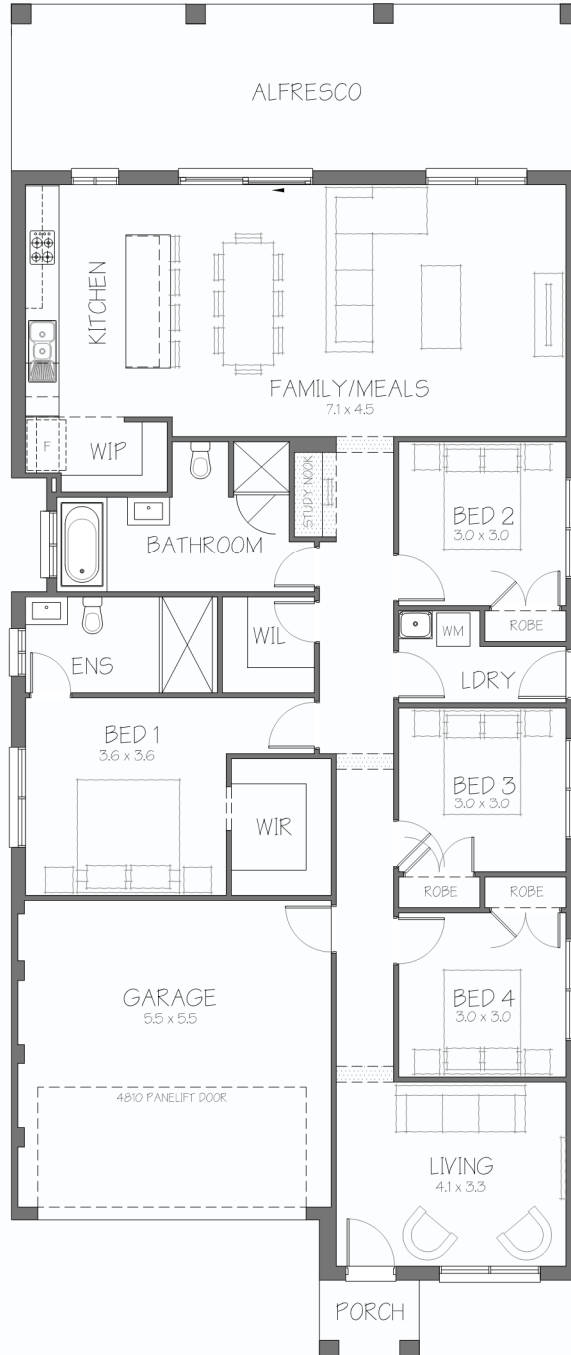 ALFRESCO
KITCHEN
FAMILY/MEALS
7.1 x 4.5
F
WIP
STUDY NOOK
BED 2
3.0 x 3.0
BATHROOM
ROBE
WIL
WM
ENS
LDRY
BED 1
3.6 x 3.6
BED 3
3.0 x 3.0
WIR
ROBE
ROBE
GARAGE
5.5 x 5.5
BED 4
3.0 x 3.0
4810 PANELIFT DOOR
LIVING
4.1 x 3.3
PORCH